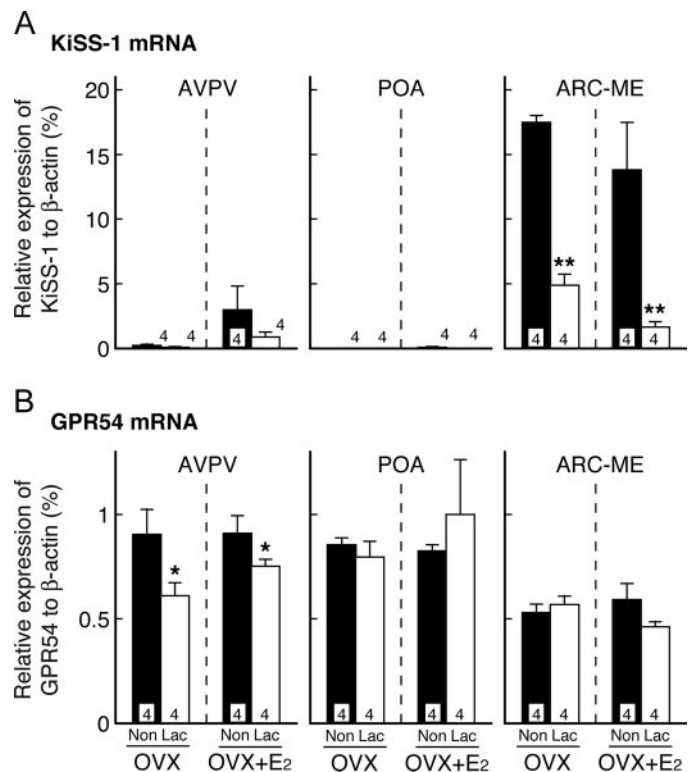 A
KiSS-1 mRNA
Relative expression of
KiSS-1 to β-actin (%)
20
15
10
5
0
AVPV
POA
ARC-ME
** 
**
4 4 4 4
4 4 4 4
4 4 4 4
B
GPR54 mRNA
Relative expression of
GPR54 to β-actin (%)
1
0.5
0
AVPV
POA
ARC-ME
*
*
4 4 4 4
4 4 4 4
4 4 4 4
Non Lac Non Lac Non Lac Non Lac Non Lac Non Lac
OVX OVX+E2 OVX OVX+E2 OVX OVX+E2